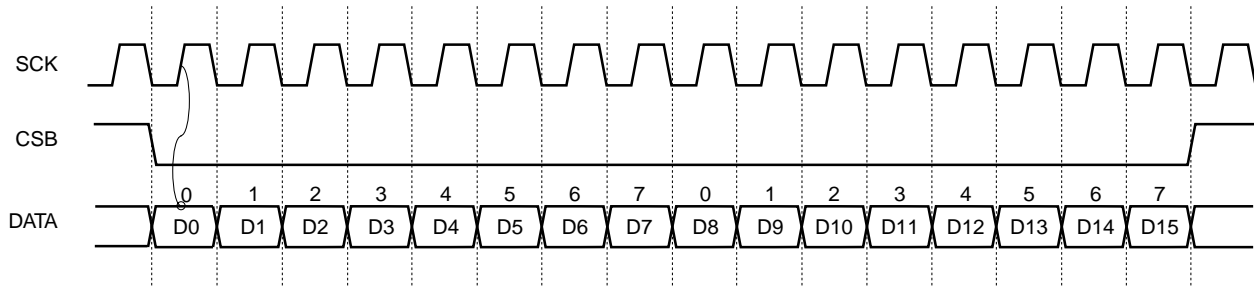 SCK
CSB
0 1 2 3 4 5 6 7 0 1 2 3 4 5 6 7
DATA D0 D1 D2 D3 D4 D5 D6 D7 D8 D9 D10 D11 D12 D13 D14 D15